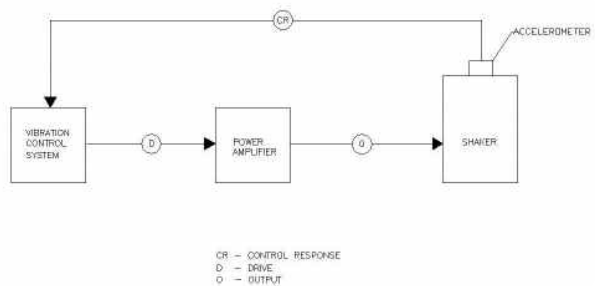 CR
ACCELEROMETER
VIBRATION
CONTROL
SYSTEM
D
POWER
AMPLIFIER
O
SHAKER
CR - CONTROL RESPONSE
D - DRIVE
O - OUTPUT